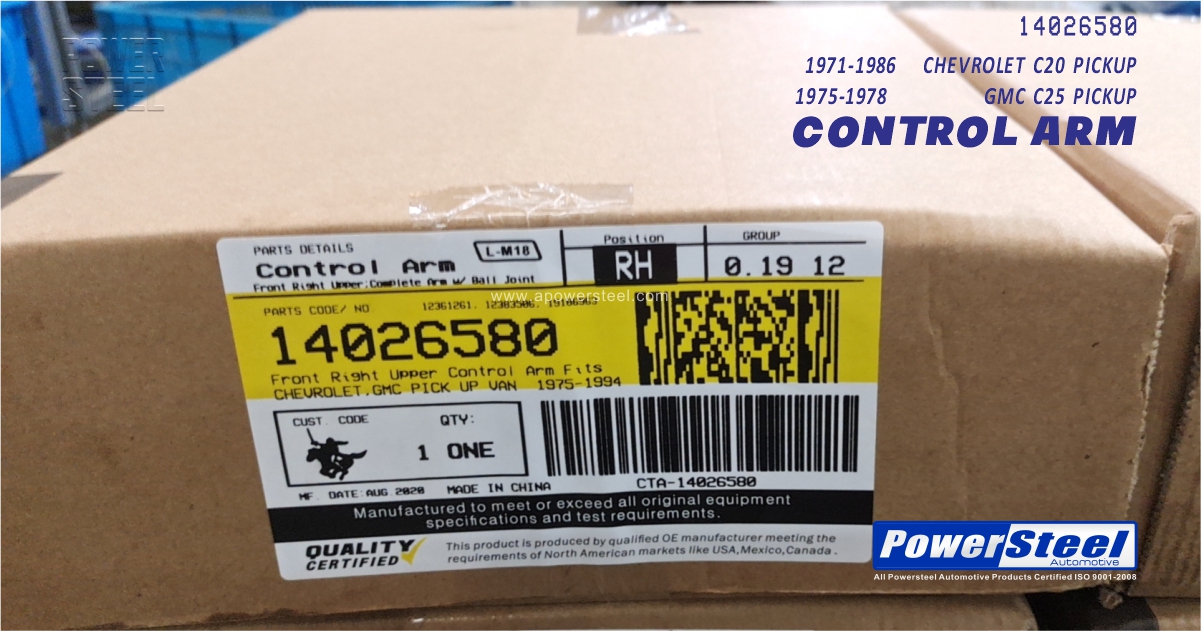 POWER
STEEL
14026580
1971-1986 CHEVROLET C20 PICKUP
1975-1978 GMC C25 PICKUP
CONTROL ARM
PARTS DETAILS
L-M18
Control Arm
Front Right Upper;Complete Arm w/ Ball Joint
Position
RH
GROUP
0.19 12
www.apowersteel.com
PARTS CODE/ NO. 12361261.
14026580
Front Right Upper Control Arm Fits
CHEVROLET,GMC PICK UP VAN 1975-1994
CUST. CODE QTY:
1 ONE
MF. DATE:AUG.2020 MADE IN CHINA
CTA-14026580
Manufactured to meet or exceed all original equipment
specifications and test requirements.
QUALITY
CERTIFIED
This product is produced by qualified OE manufacturer meeting the
requirements of North American markets like USA,Mexico,Canada .
PowerSteel
Automotive
All Powersteel Automotive Products Certified ISO 9001-2008